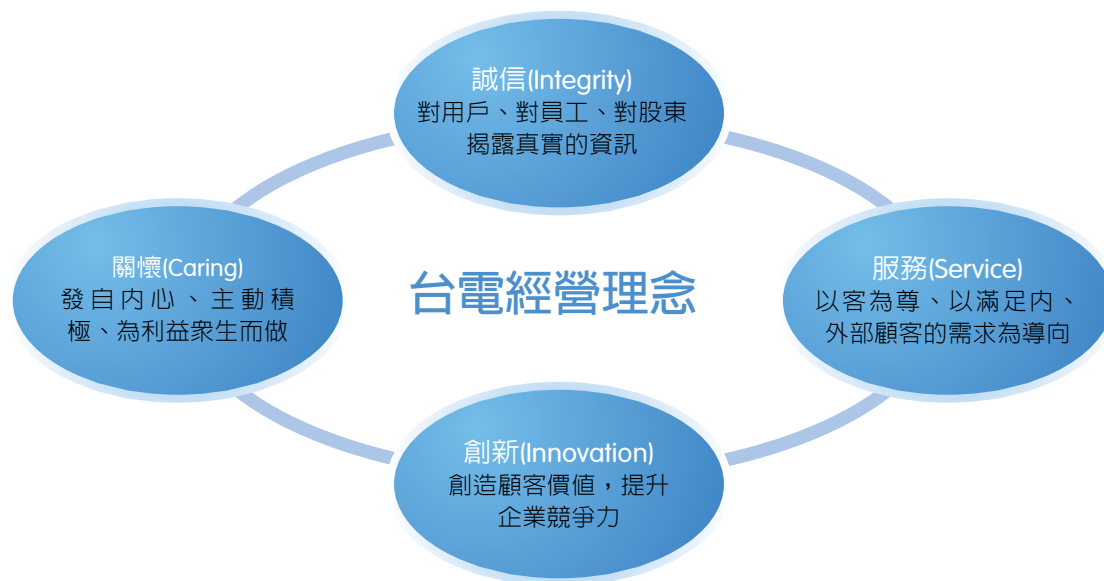 誠信(Integrity)
對用戶、對員工、對股東
揭露真實的資訊
關懷(Caring)
發自內心、主動積
極、為利益衆生而做
台電經營理念
服務(Service)
以客為尊、以滿足內、
外部顧客的需求為導向
創新(Innovation)
創造顧客價值，提升
企業競爭力